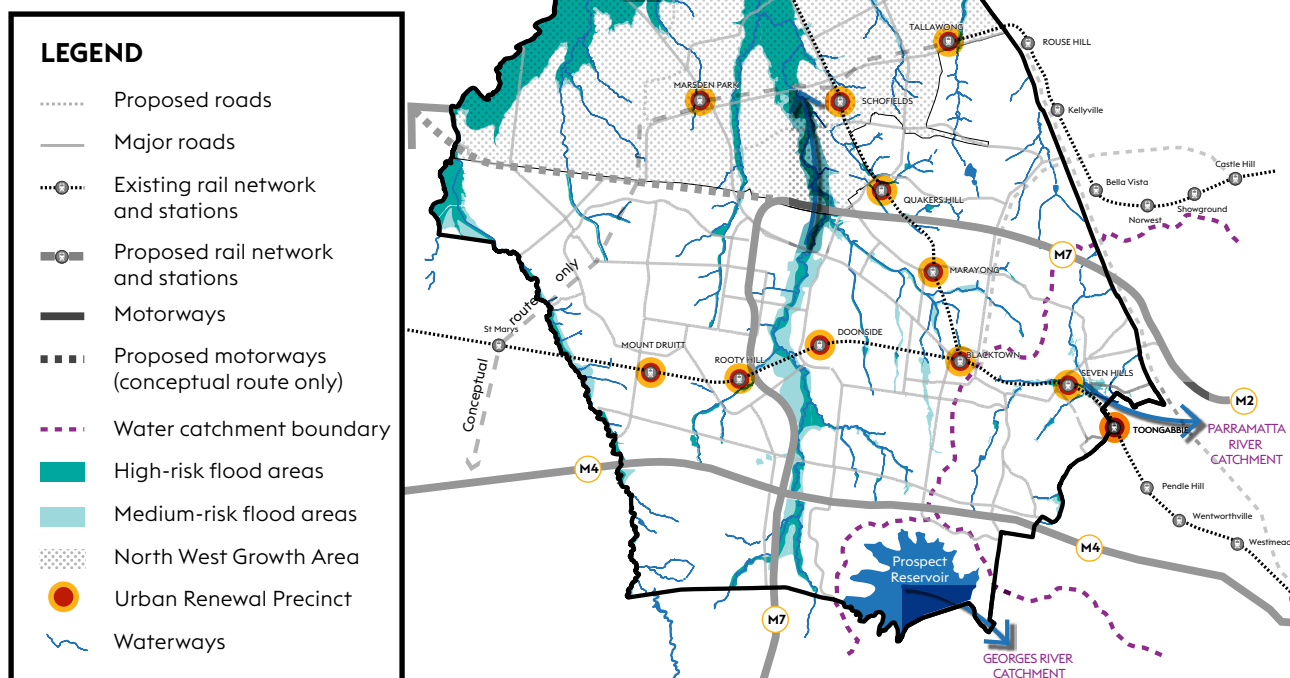 LEGEND
Proposed roads
Major roads
Existing rail network
and stations
Proposed rail network
and stations
Motorways
Proposed motorways
(conceptual route only)
Water catchment boundary
High-risk flood areas
Medium-risk flood areas
North West Growth Area
Urban Renewal Precinct
Waterways
TALLAWONG
ROUSE HILL
MARSDEN PARK
SCHOFIELDS
Kellyville
Castle Hill
Bella Vista
Showground
Norwest
QUAKERS HILL
M7
MARAYONG
Conceptual route only
St Marys
MOUNT DRUITT
ROOTY HILL
DOONSIDE
BLACKTOWN
SEVEN HILLS
M2
TOONGABBIE
PARRAMATTA
RIVER
CATCHMENT
M4
Pendle Hill
Wentworthville
Westmead
M4
Prospect
Reservoir
M7
GEORGES RIVER
CATCHMENT